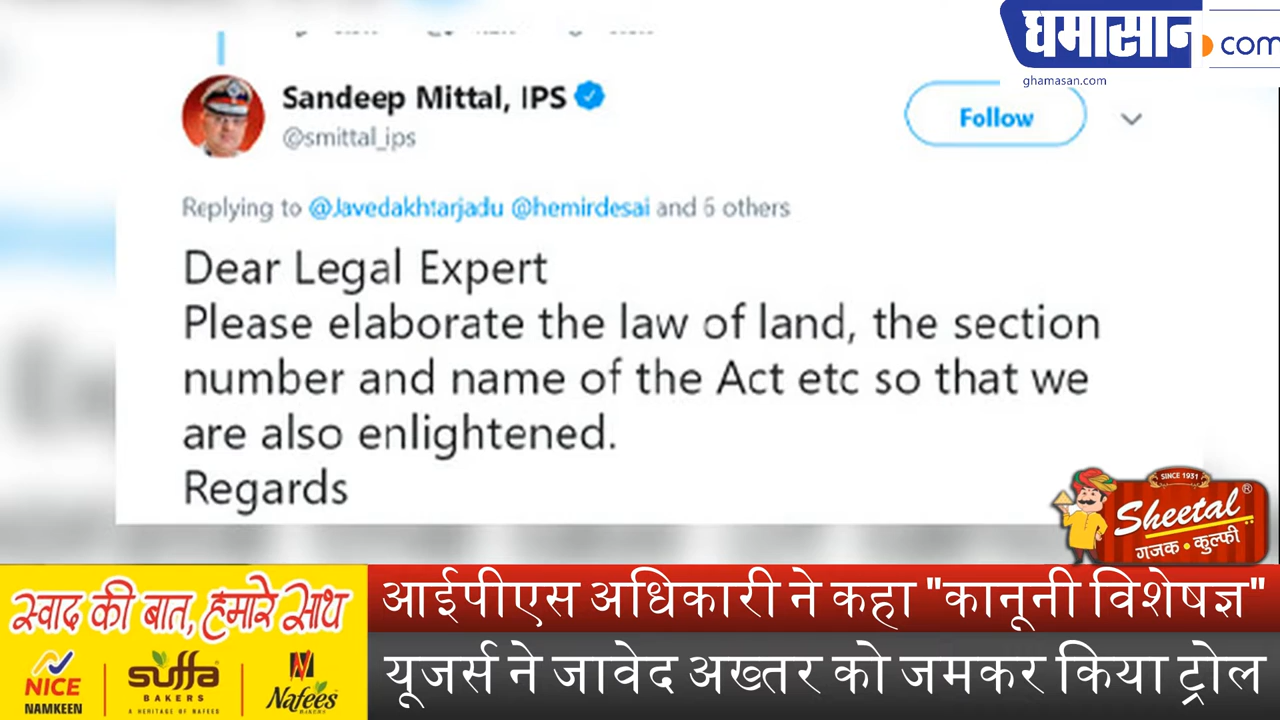 घमासान.com
ghamasan.com
Sandeep Mittal, IPS
@smittal_ips
Follow
Replying to @Javedakhtarjadu @hemirdesai and 6 others
Dear Legal Expert
Please elaborate the law of land, the section
number and name of the Act etc so that we
are also enlightened.
Regards
SINCE 1931
Sheetal®
गजक • कुल्फी
स्वाद की बात, हमारे साथ
NICE
NAMKEEN
suffa
BAKERS
A HERITAGE OF NAFEES
Nafees
BAKERY
आईपीएस अधिकारी ने कहा "कानूनी विशेषज्ञ"
यूजर्स ने जावेद अख्तर को जमकर किया ट्रोल